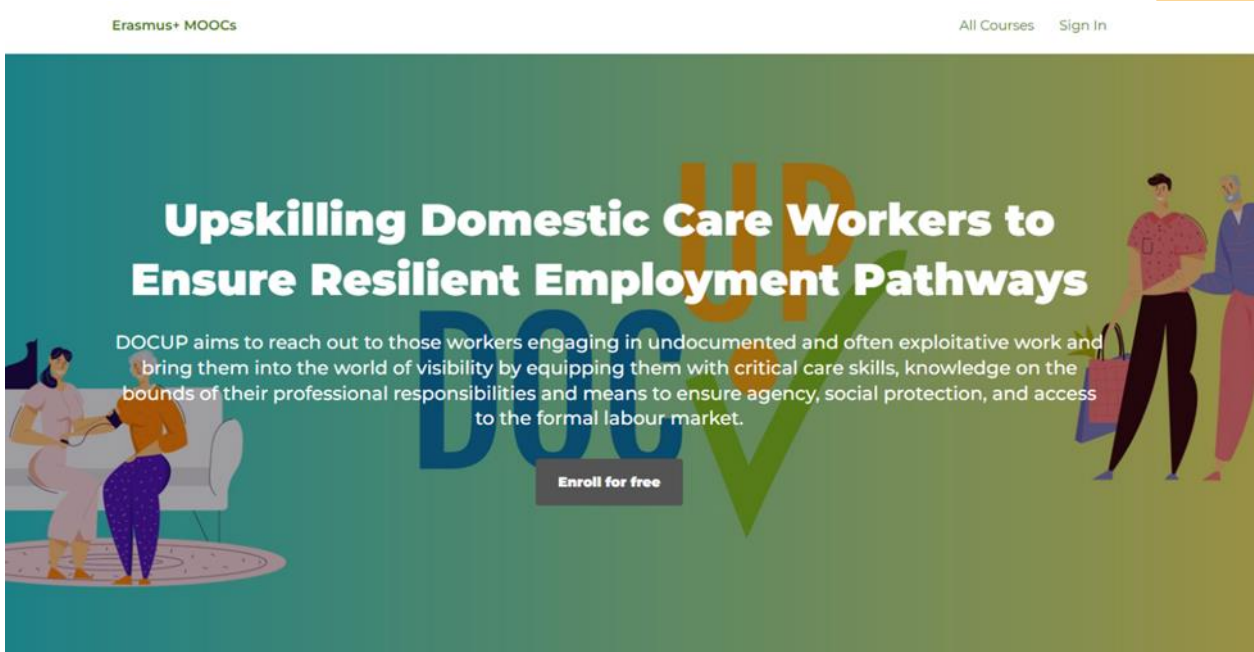 Erasmus+ MOOCs
All Courses
Sign In
UP
Upskilling Domestic Care Workers to
Ensure Resilient Employment Pathways
DOC
DOCUP aims to reach out to those workers engaging in undocumented and often exploitative work and
bring them into the world of visibility by equipping them with critical care skills, knowledge on the
bounds of their professional responsibilities and means to ensure agency, social protection, and access
to the formal labour market.
Enroll for free